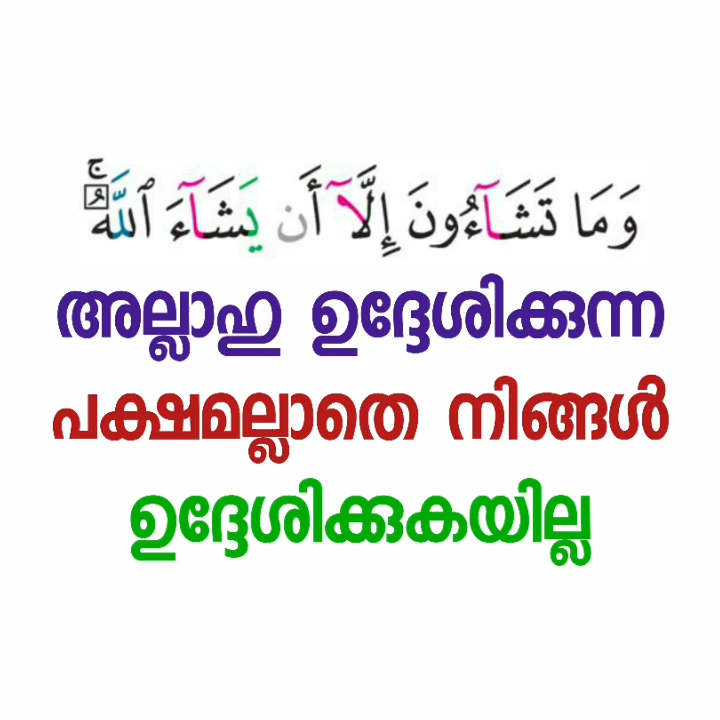 وَمَا تَشَآءُونَ إِلَّآ أَن يَشَآءَ ٱللَّهُۚ
അല്ലാഹു ഉദ്ദേശിക്കുന്ന
പക്ഷമല്ലാതെ നിങ്ങൾ
ഉദ്ദേശിക്കുകയില്ല